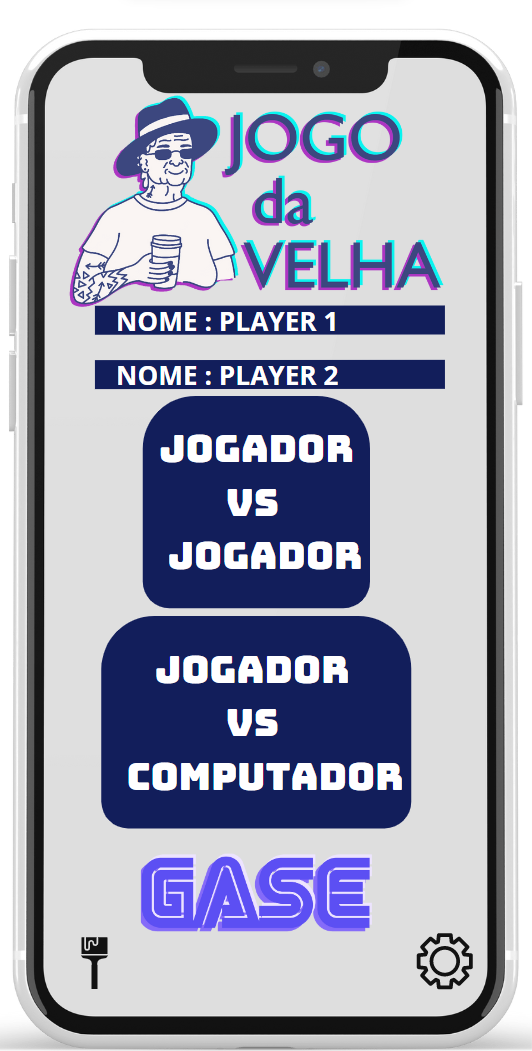 JOGO
da
VELHA
NOME : PLAYER 1
NOME : PLAYER 2
JOGADOR
VS
JOGADOR
JOGADOR
VS
COMPUTADOR
GASE